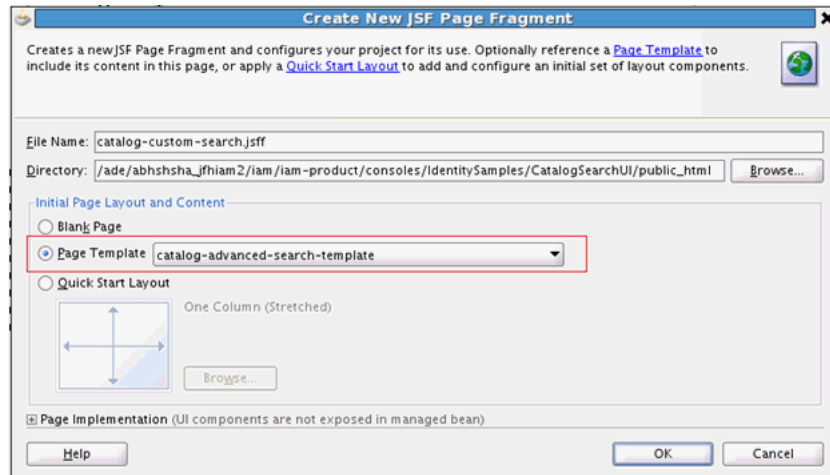 Create New JSF Page Fragment
Creates a new JSF Page Fragment and configures your project for its use. Optionally reference a Page Template to
include its content in this page, or apply a Quick Start Layout to add and configure an initial set of layout components.
File Name: catalog-custom-search.jsff
Directory: /ade/abhshsha_jfhiam2/iam/iam-product/consoles/IdentitySamples/CatalogSearchUI/public_html Browse...
Initial Page Layout and Content
Blank Page
Page Template catalog-advanced-search-template
Quick Start Layout
One Column (Stretched)
Browse...
Page Implementation (UI components are not exposed in managed bean)
Help OK Cancel